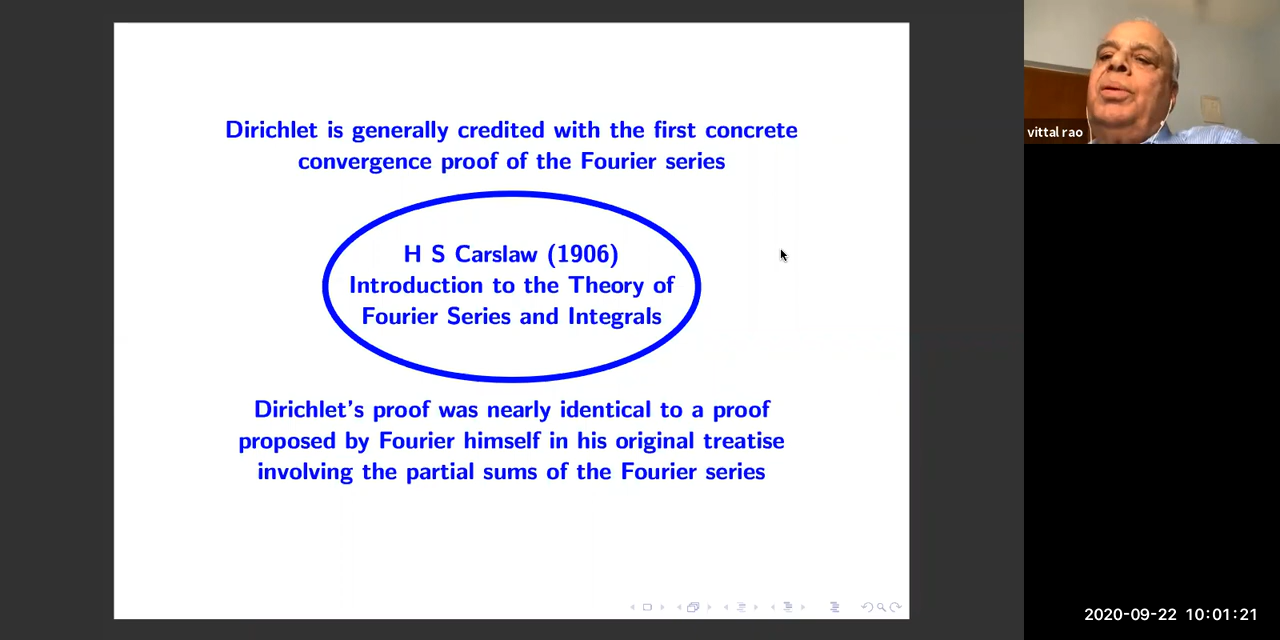 Dirichlet is generally credited with the first concrete
convergence proof of the Fourier series
H S Carslaw (1906)
Introduction to the Theory of
Fourier Series and Integrals
Dirichlet's proof was nearly identical to a proof
proposed by Fourier himself in his original treatise
involving the partial sums of the Fourier series
vittal rao
2020-09-22 10:01:21